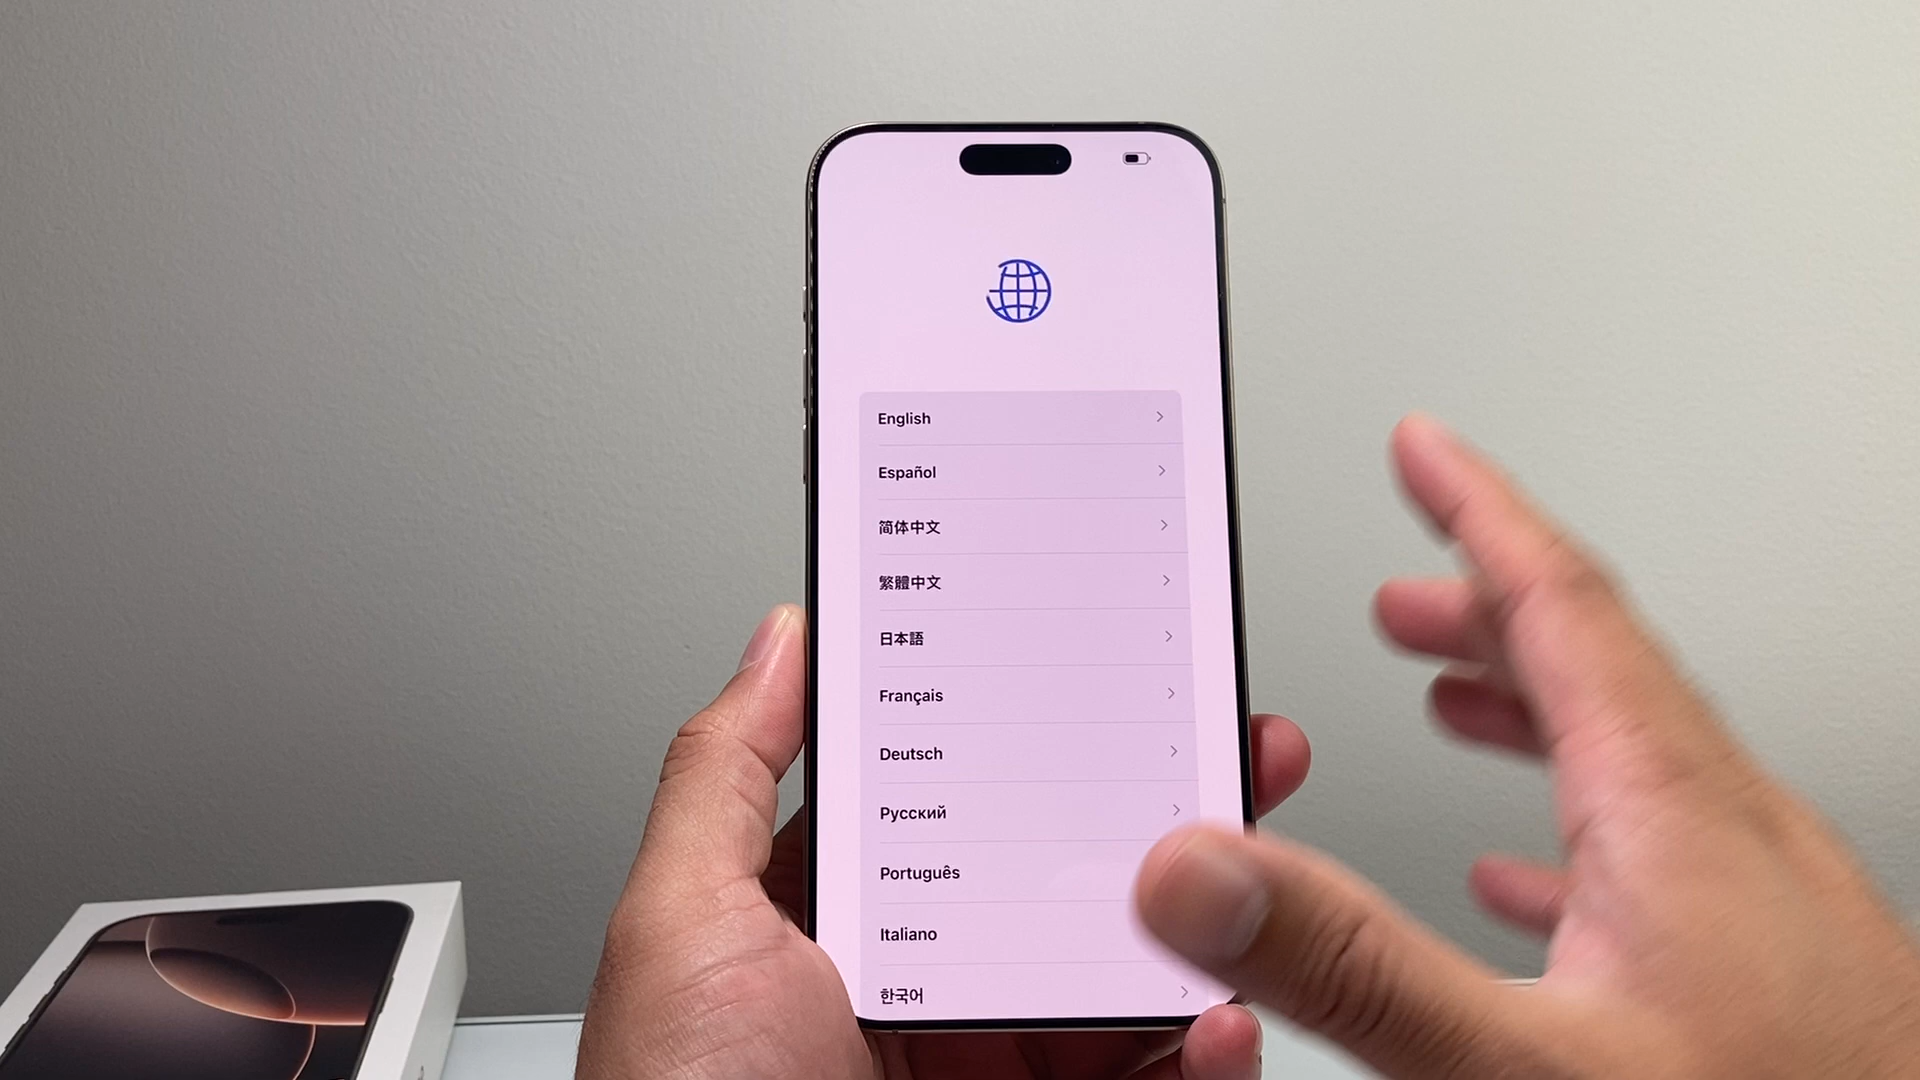 English
Español
简体中文
繁體中文
日本語
Français
Deutsch
Русский
Português
Italiano
한국어